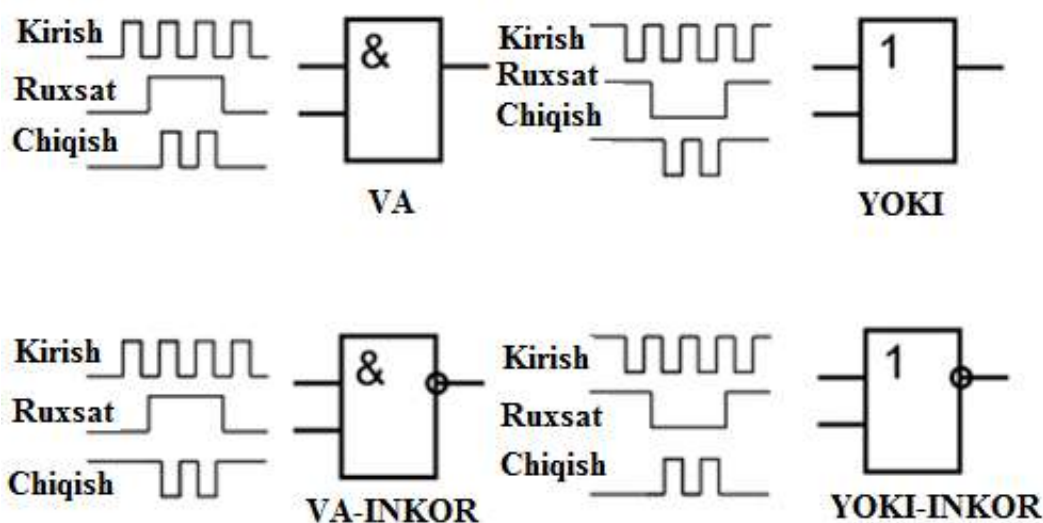 Kirish
Ruxsat
Chiqish
&
VA
Kirish
Ruxsat
Chiqish
1
YOKI
Kirish
Ruxsat
Chiqish
&
VA-INKOR
Kirish
Ruxsat
Chiqish
1
YOKI-INKOR